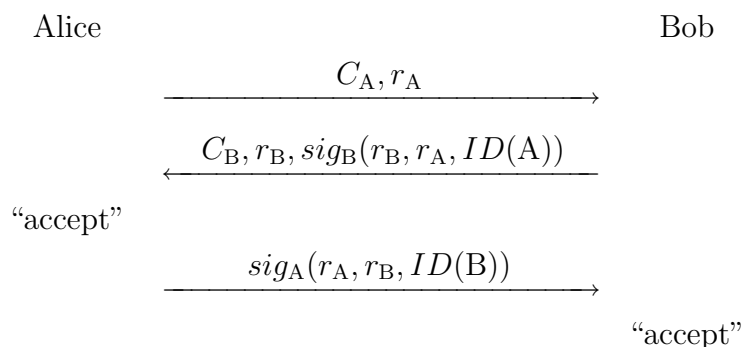 Alice Bob
C_A, r_A
C_B, r_B, sig_B(r_B, r_A, ID(A))
“accept”
sig_A(r_A, r_B, ID(B))
“accept”